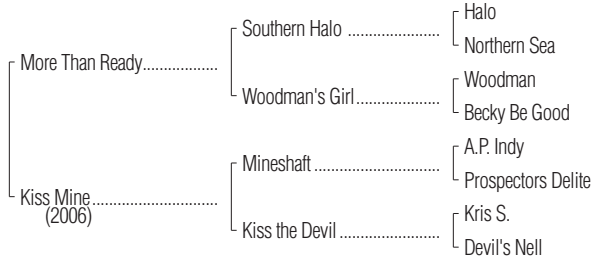 Halo
Southern Halo ...................
Northern Sea
More Than Ready...................
Woodman
Woodman's Girl.................
Becky Be Good
A.P. Indy
Mineshaft .........................
Prospectors Delite
Kiss Mine.........................
(2006)
Kris S.
Kiss the Devil ....................
Devil's Nell